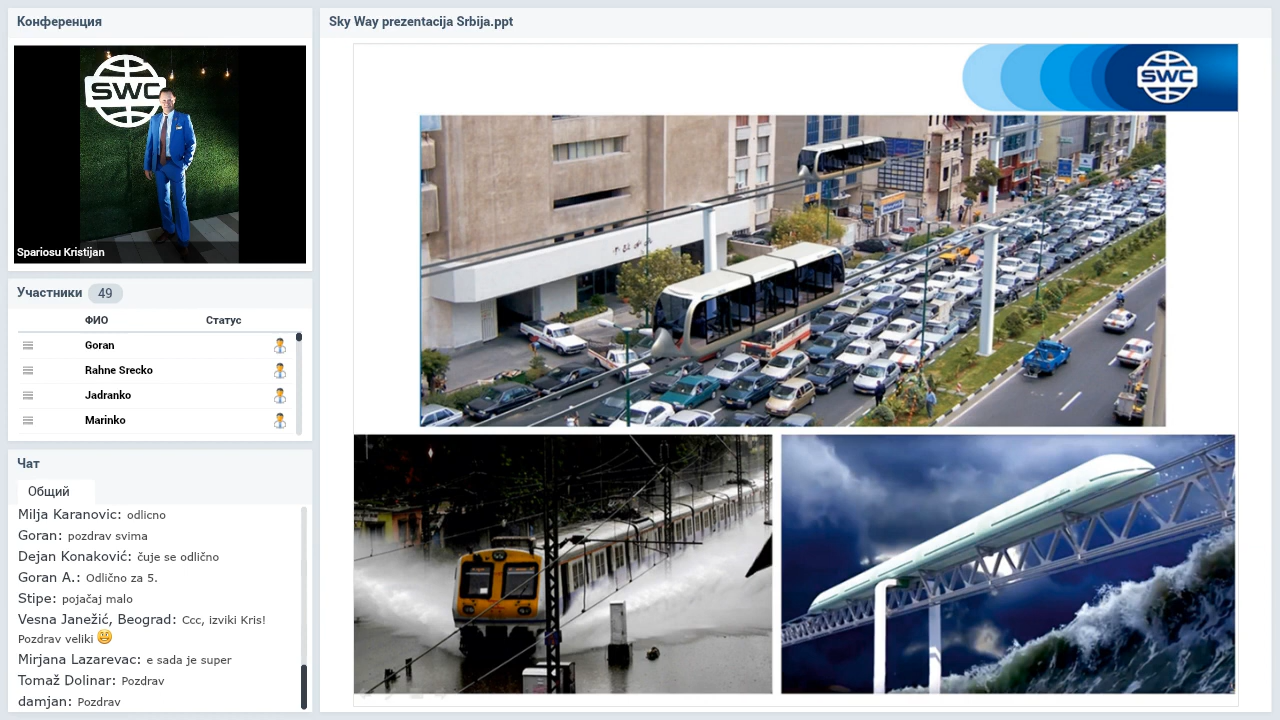 Конференция
SWC
Spariosu Kristijan
Участники 49
ФИО Статус
Goran
Rahne Srecko
Jadranko
Marinko
Чат
Общий
Milja Karanovic: odlicno
Goran: pozdrav svima
Dejan Konaković: čuje se odlično
Goran A.: Odlično za 5.
Stipe: pojačaj malo
Vesna Janežić, Beograd: Ccc, izviki Kris!
Pozdrav veliki
Mirjana Lazarevac: e sada je super
Tomaž Dolinar: Pozdrav
damjan: Pozdrav
Sky Way prezentacija Srbija.ppt
SWC